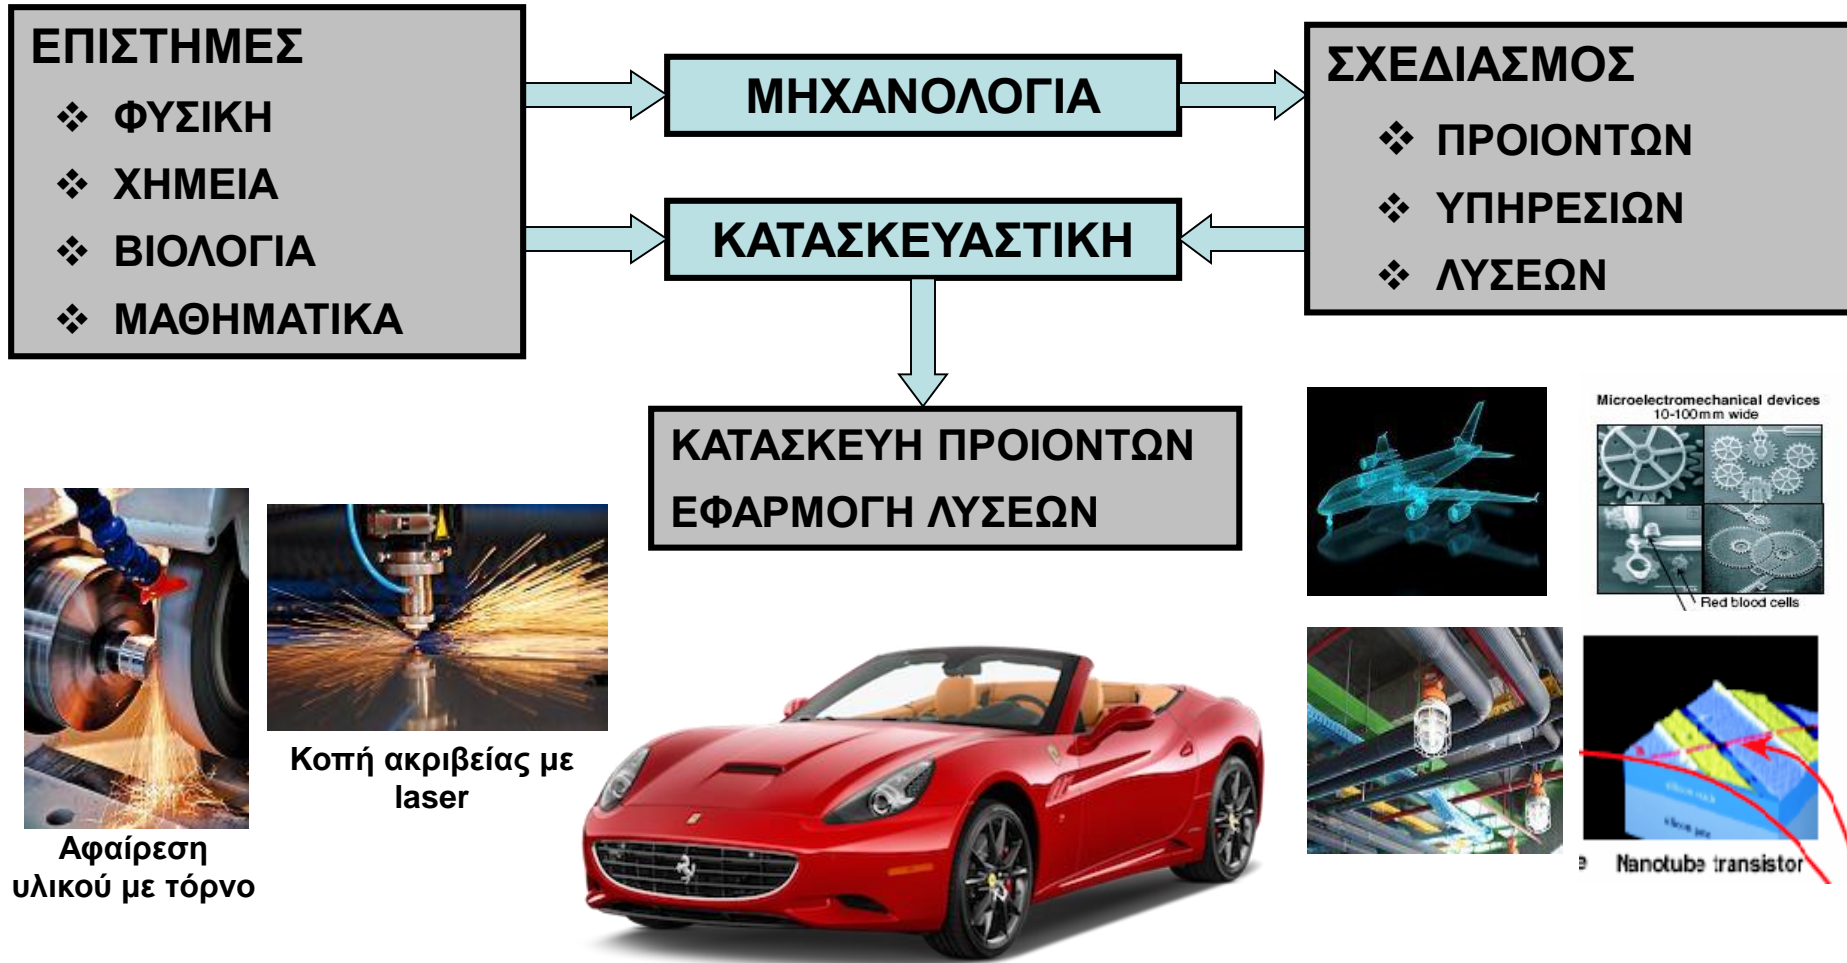 ΕΠΙΣΤΗΜΕΣ
❖ ΦΥΣΙΚΗ
❖ ΧΗΜΕΙΑ
❖ ΒΙΟΛΟΓΙΑ
❖ ΜΑΘΗΜΑΤΙΚΑ
ΜΗΧΑΝΟΛΟΓΙΑ
ΚΑΤΑΣΚΕΥΑΣΤΙΚΗ
ΣΧΕΔΙΑΣΜΟΣ
❖ ΠΡΟΙΟΝΤΩΝ
❖ ΥΠΗΡΕΣΙΩΝ
❖ ΛΥΣΕΩΝ
ΚΑΤΑΣΚΕΥΗ ΠΡΟΙΟΝΤΩΝ
ΕΦΑΡΜΟΓΗ ΛΥΣΕΩΝ
Αφαίρεση
υλικού με τόρνο
Κοπή ακριβείας με
laser
Microelectromechanical devices
10-100mm wide
Red blood cells
Nanotube transistor